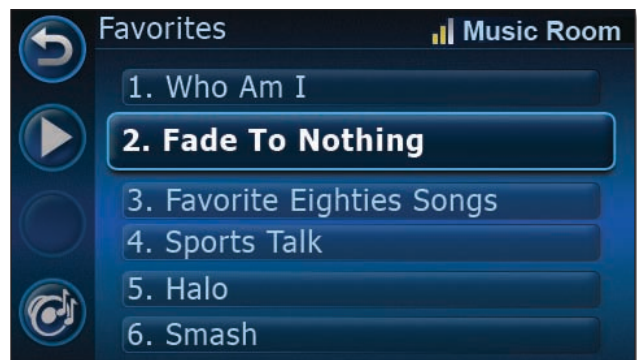 Favorites
Music Room
1. Who Am I
2. Fade To Nothing
3. Favorite Eighties Songs
4. Sports Talk
5. Halo
6. Smash